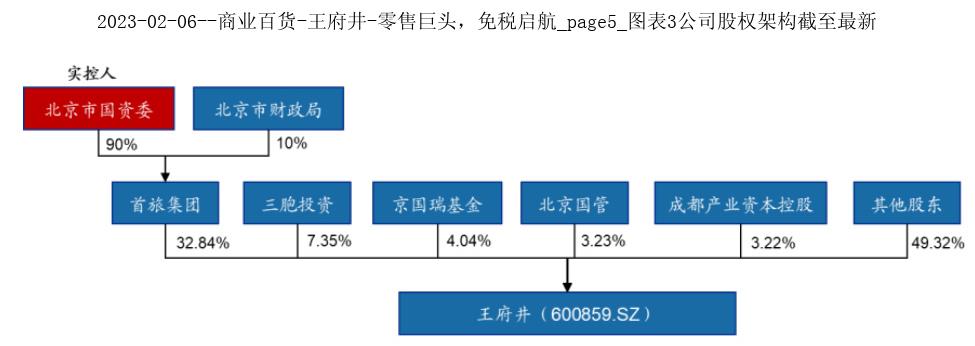 2023-02-06--商业百货-王府井-零售巨头，免税启航_page5_图表3公司股权架构截至最新
实控人
北京市国资委 北京市财政局
90% 10%
首旅集团 三胞投资 京国瑞基金 北京国管 成都产业资本控股 其他股东
32.84% 7.35% 4.04% 3.23% 3.22% 49.32%
王府井（600859.SZ）